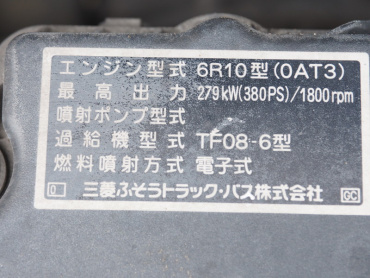 エンジン型式 6R10型(0AT3)
最高出力 279kW(380PS)/1800rpm
噴射ポンプ型式
過給機型式 TF08-6型
燃料噴射方式 電子式
0 三菱ふそうトラック・バス株式会社 GC